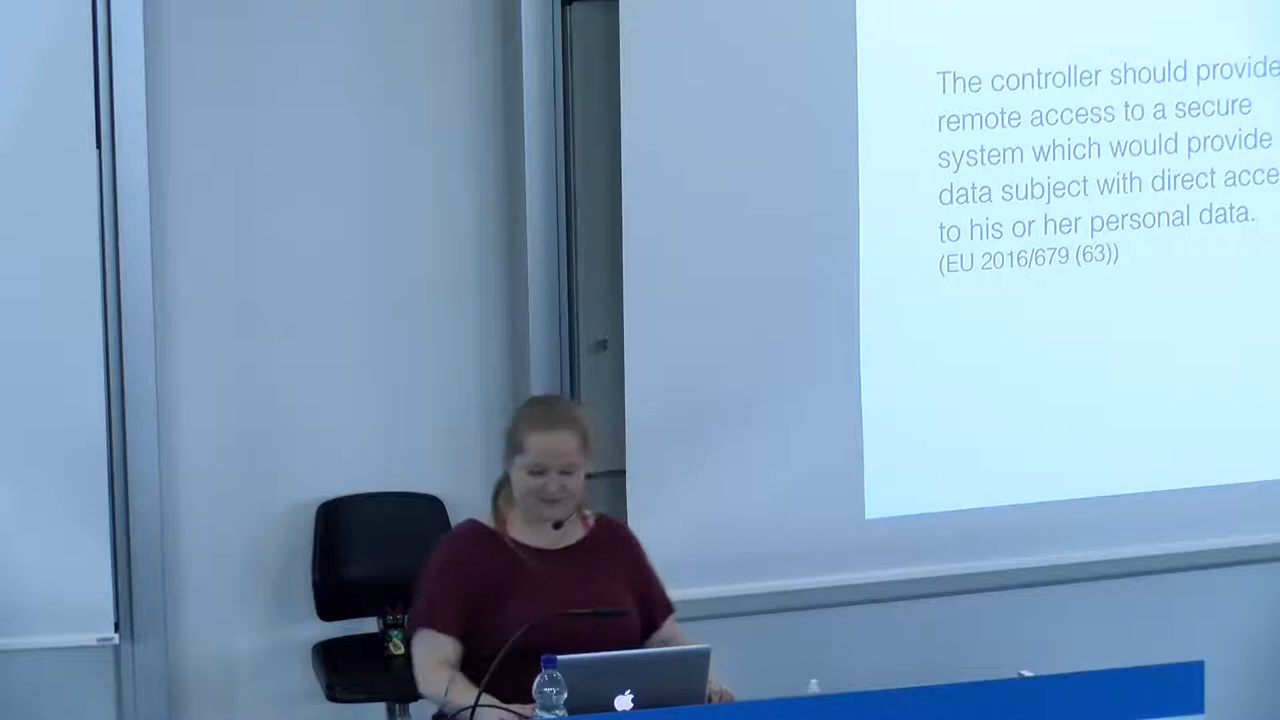 The controller should provide
remote access to a secure
system which would provide
data subject with direct acce
to his or her personal data.
(EU 2016/679 (63))